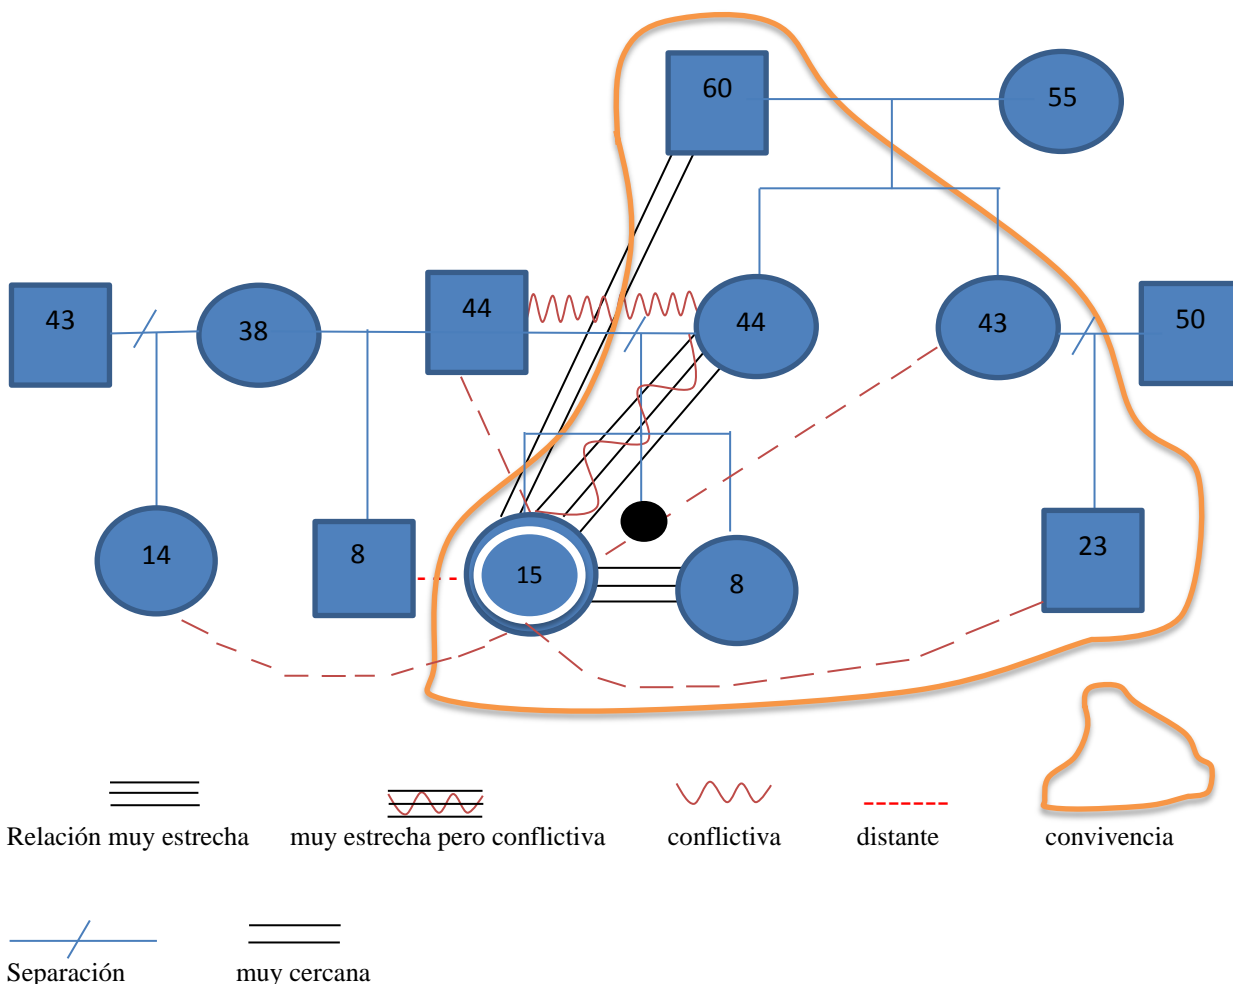 60
55
43
38
44
44
43
50
14
8
15
8
23
Relación muy estrecha
muy estrecha pero conflictiva
conflictiva
distante
convivencia
Separación
muy cercana